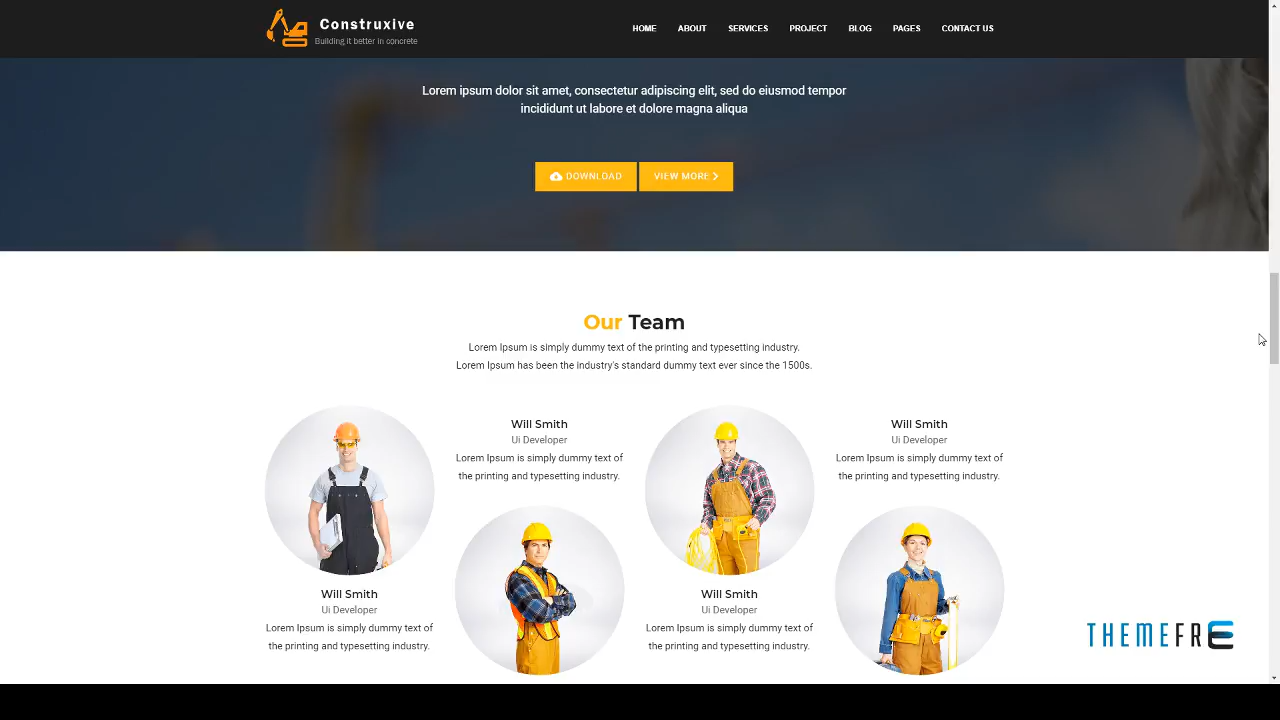 Construxive
Building it better in concrete
HOME ABOUT SERVICES PROJECT BLOG PAGES CONTACT US
Lorem ipsum dolor sit amet, consectetur adipiscing elit, sed do eiusmod tempor
incididunt ut labore et dolore magna aliqua
DOWNLOAD VIEW MORE
Our Team
Lorem Ipsum is simply dummy text of the printing and typesetting industry.
Lorem Ipsum has been the industry's standard dummy text ever since the 1500s.
Will Smith
Ui Developer
Lorem Ipsum is simply dummy text of
the printing and typesetting industry.
Will Smith
Ui Developer
Lorem Ipsum is simply dummy text of
the printing and typesetting industry.
Will Smith
Ui Developer
Lorem Ipsum is simply dummy text of
the printing and typesetting industry.
Will Smith
Ui Developer
Lorem Ipsum is simply dummy text of
the printing and typesetting industry.
THEMEFRE